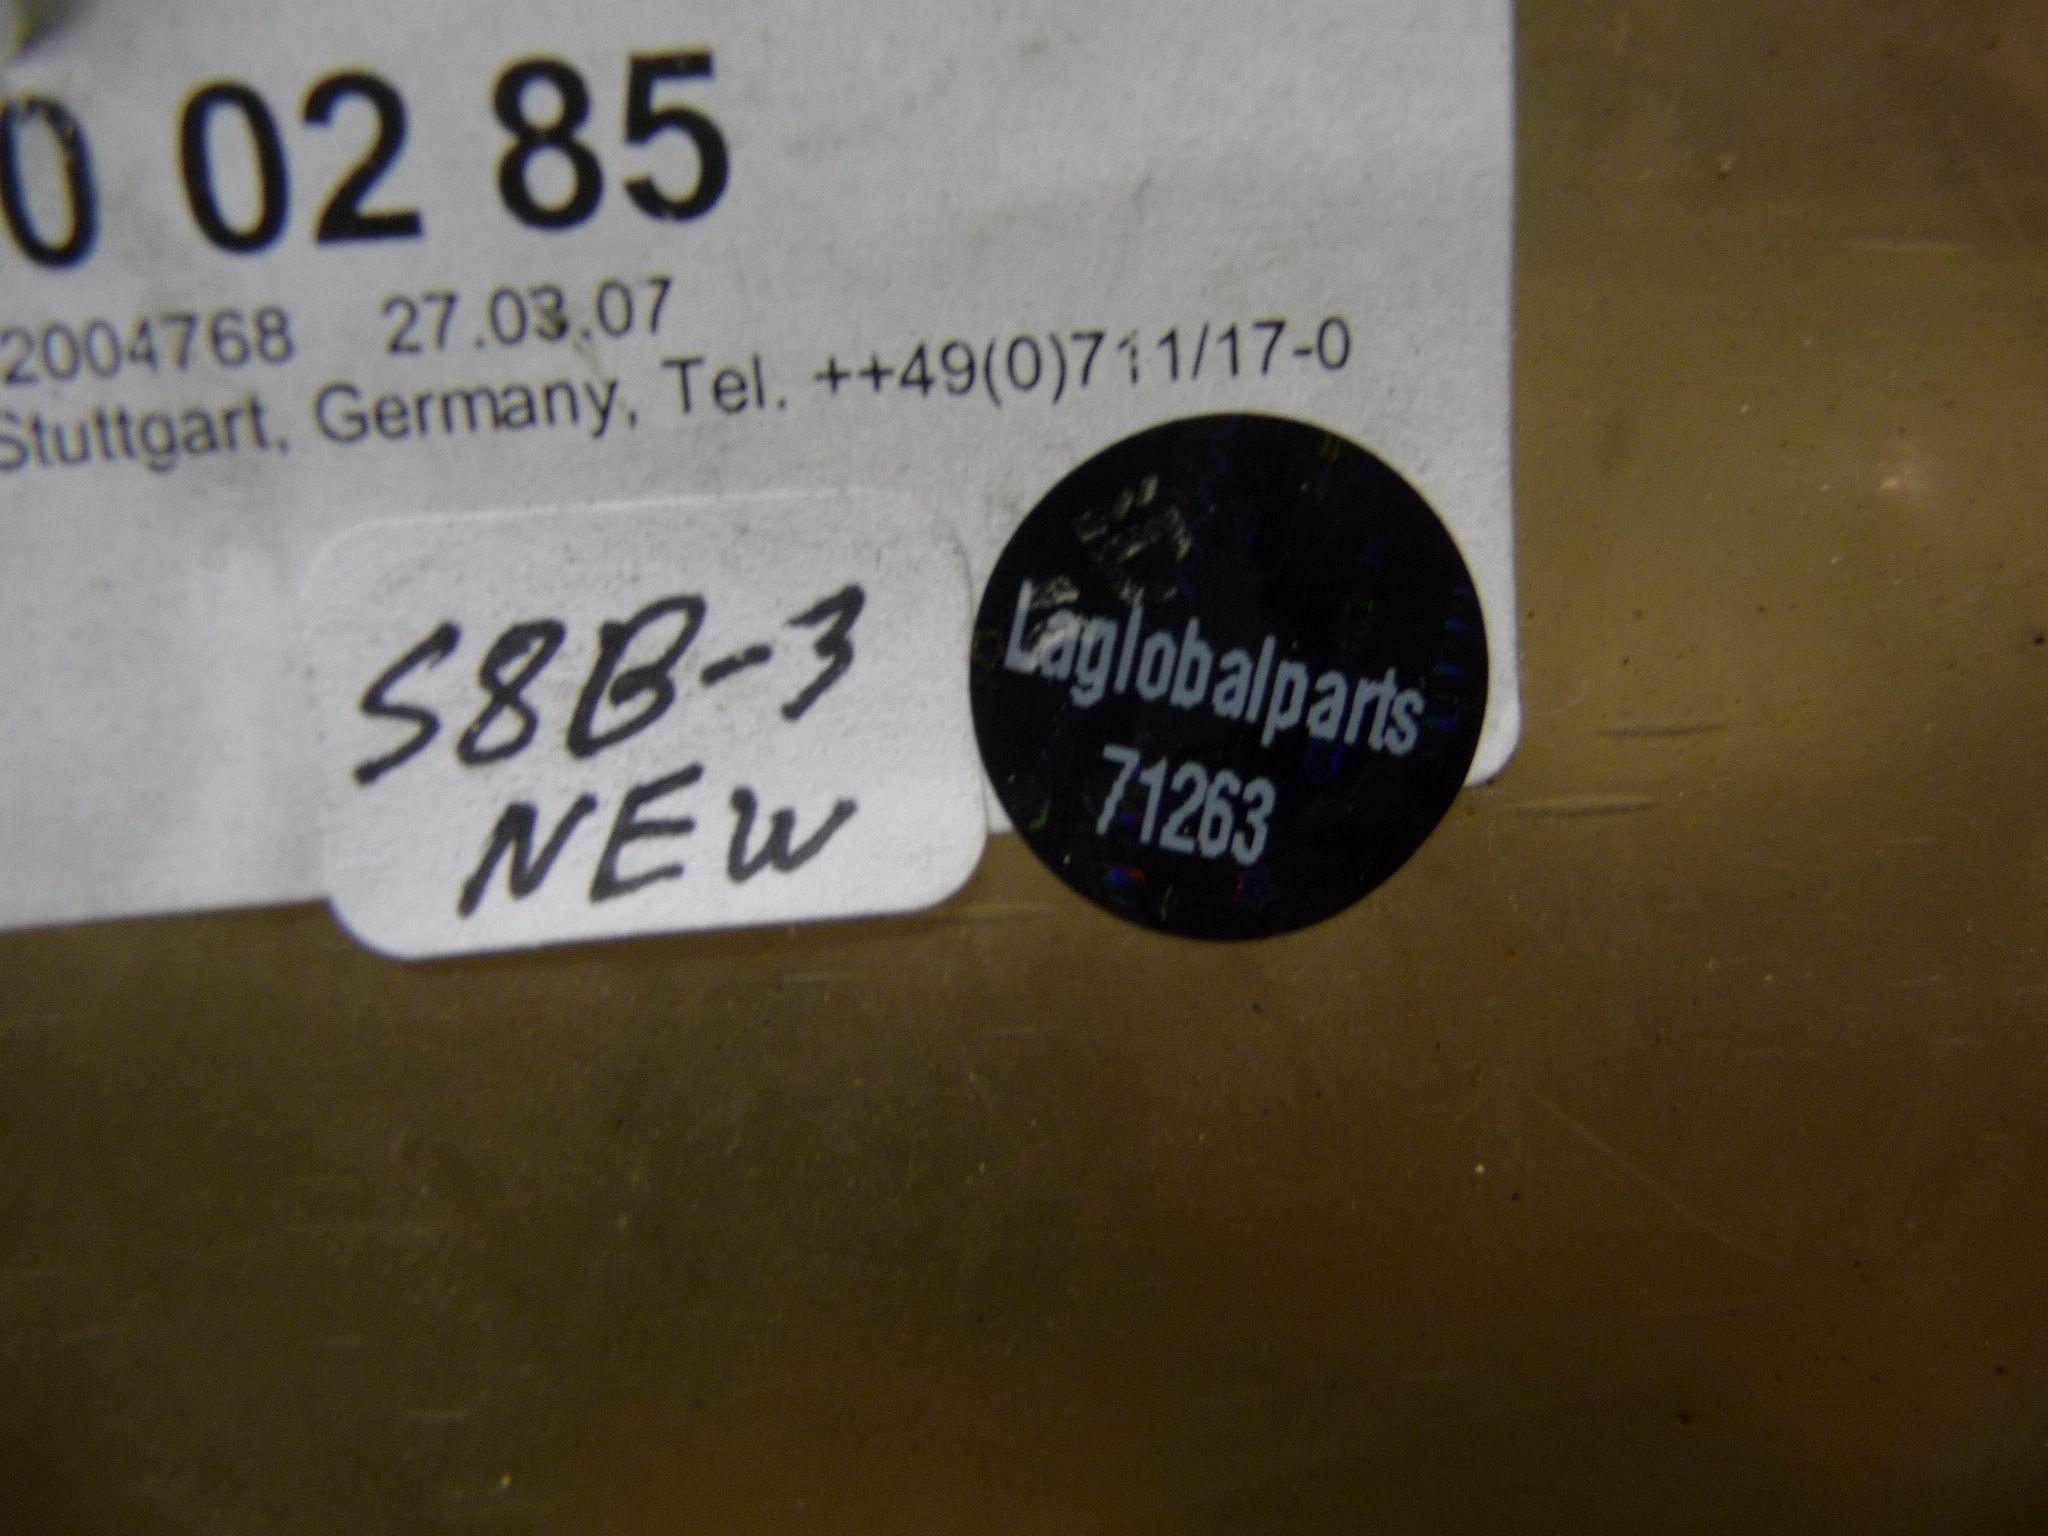 0 02 85
2004768 27.03.07
Stuttgart, Germany, Tel. ++49(0)711/17-0
S8B-3
NEW
Laglobalparts
71263